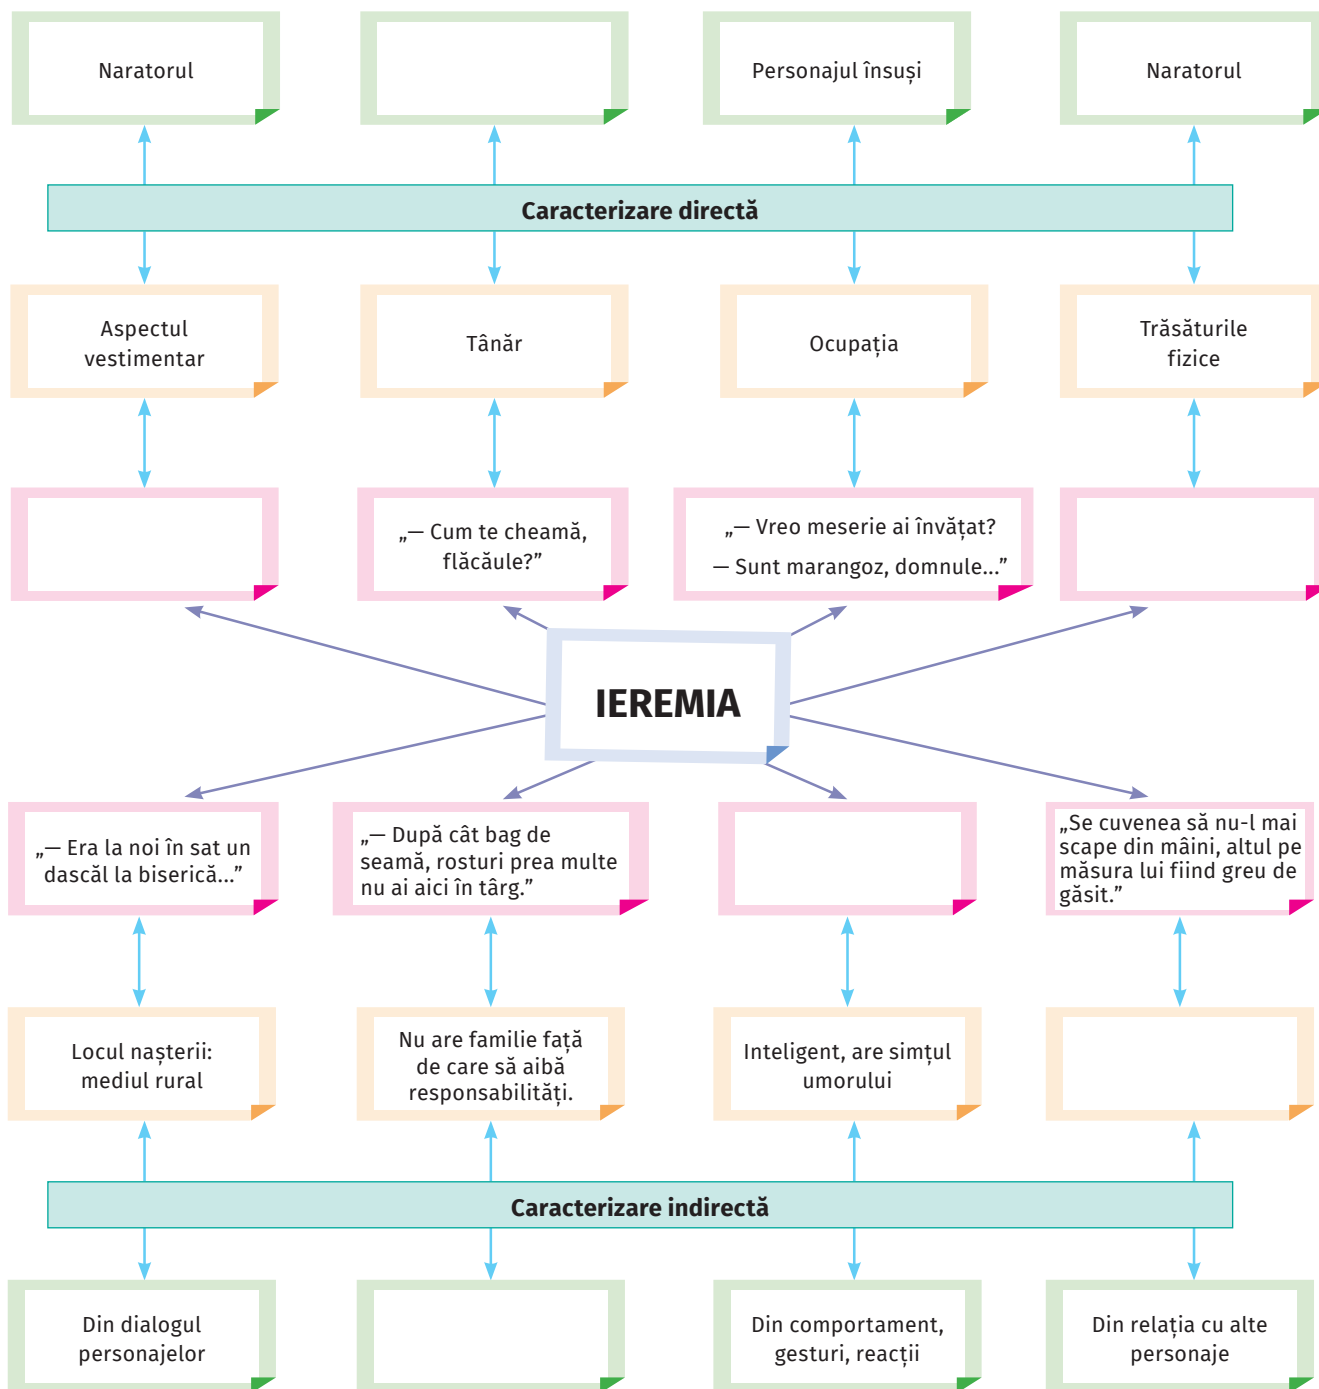 Naratorul
Personajul însuși
Naratorul
Caracterizare directă
Aspectul
vestimentar
Tânăr
Ocupația
Trăsăturile
fizice
„— Cum te cheamă,
flăcăule?”
„— Vreo meserie ai învățat?
— Sunt marangoz, domnule...”
IEREMIA
„— Era la noi în sat un
dascăl la biserică...”
„— După cât bag de
seamă, rosturi prea multe
nu ai aici în târg.”
„Se cuvenea să nu-l mai
scape din mâini, altul pe
măsura lui fiind greu de
găsit.”
Locul nașterii:
mediul rural
Nu are familie față
de care să aibă
responsabilități.
Inteligent, are simțul
umorului
Caracterizare indirectă
Din dialogul
personajelor
Din comportament,
gesturi, reacții
Din relația cu alte
personaje